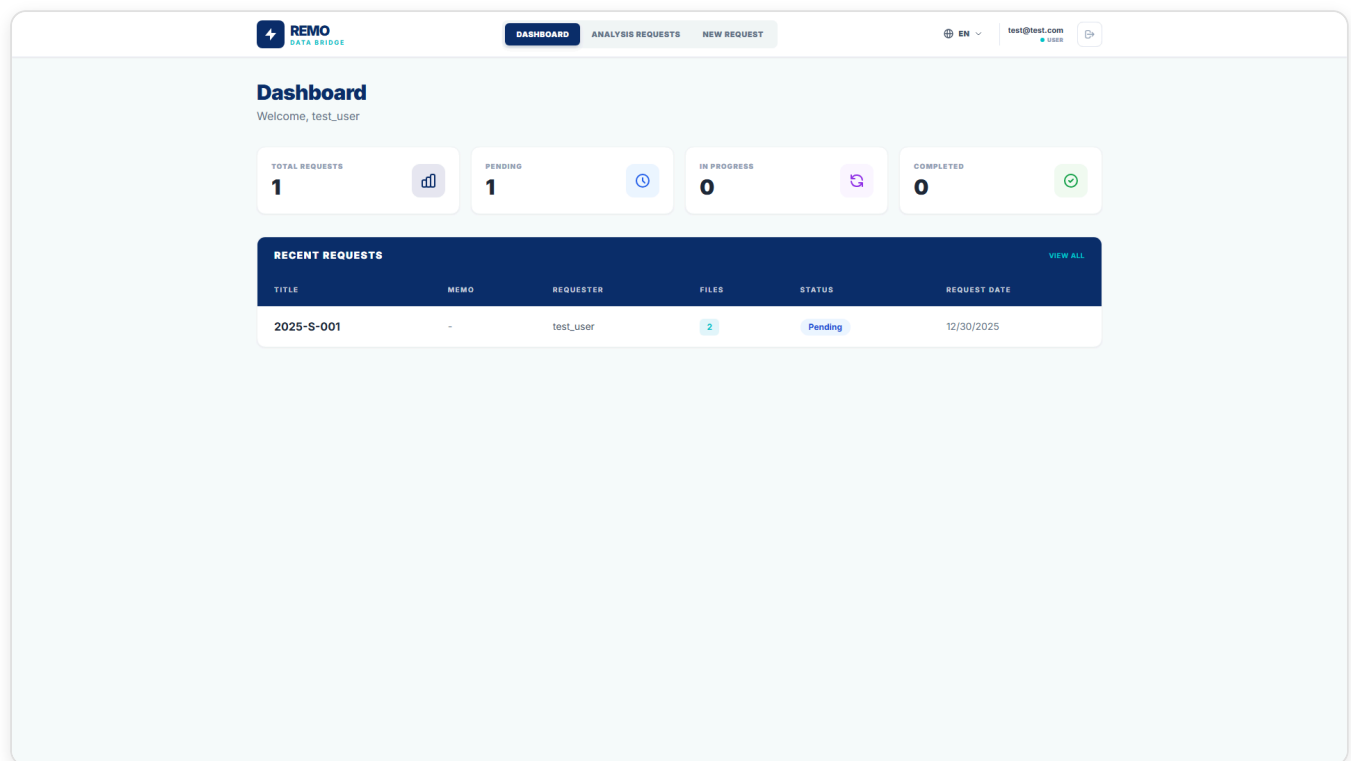 REMO
DATA BRIDGE
DASHBOARD ANALYSIS REQUESTS NEW REQUEST
EN
test@test.com
USER
Dashboard
Welcome, test_user
TOTAL REQUESTS
1
PENDING
1
IN PROGRESS
0
COMPLETED
0
RECENT REQUESTS
VIEW ALL
TITLE MEMO REQUESTER FILES STATUS REQUEST DATE
2025-S-001 - test_user 2 Pending 12/30/2025